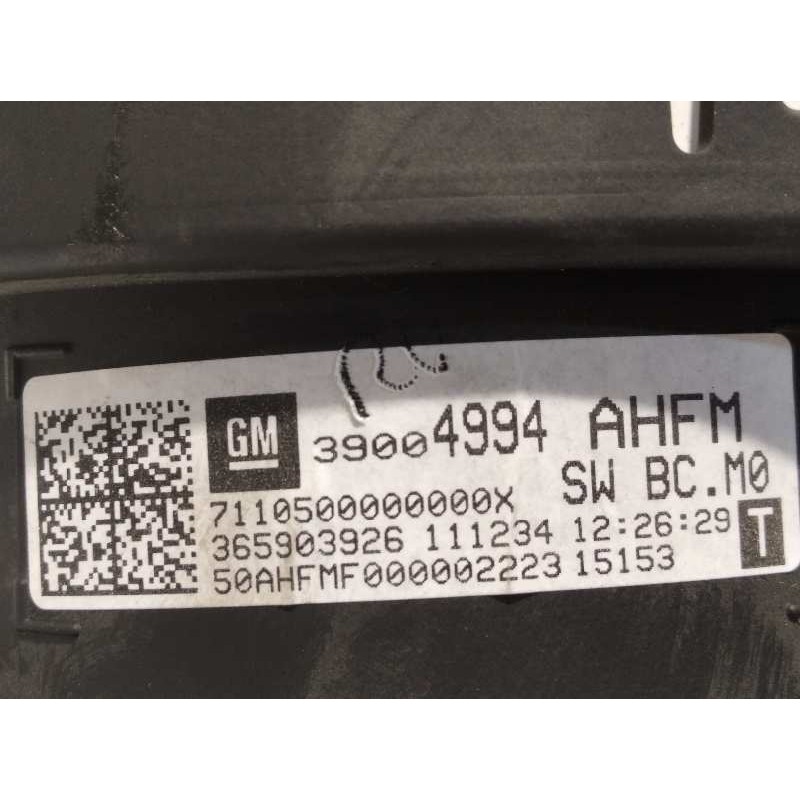 GM 39004994 AHFM
SW BC.M0
7110500000000X
365903926 111234 12:26:29
50AHFMF000002223 15153
T